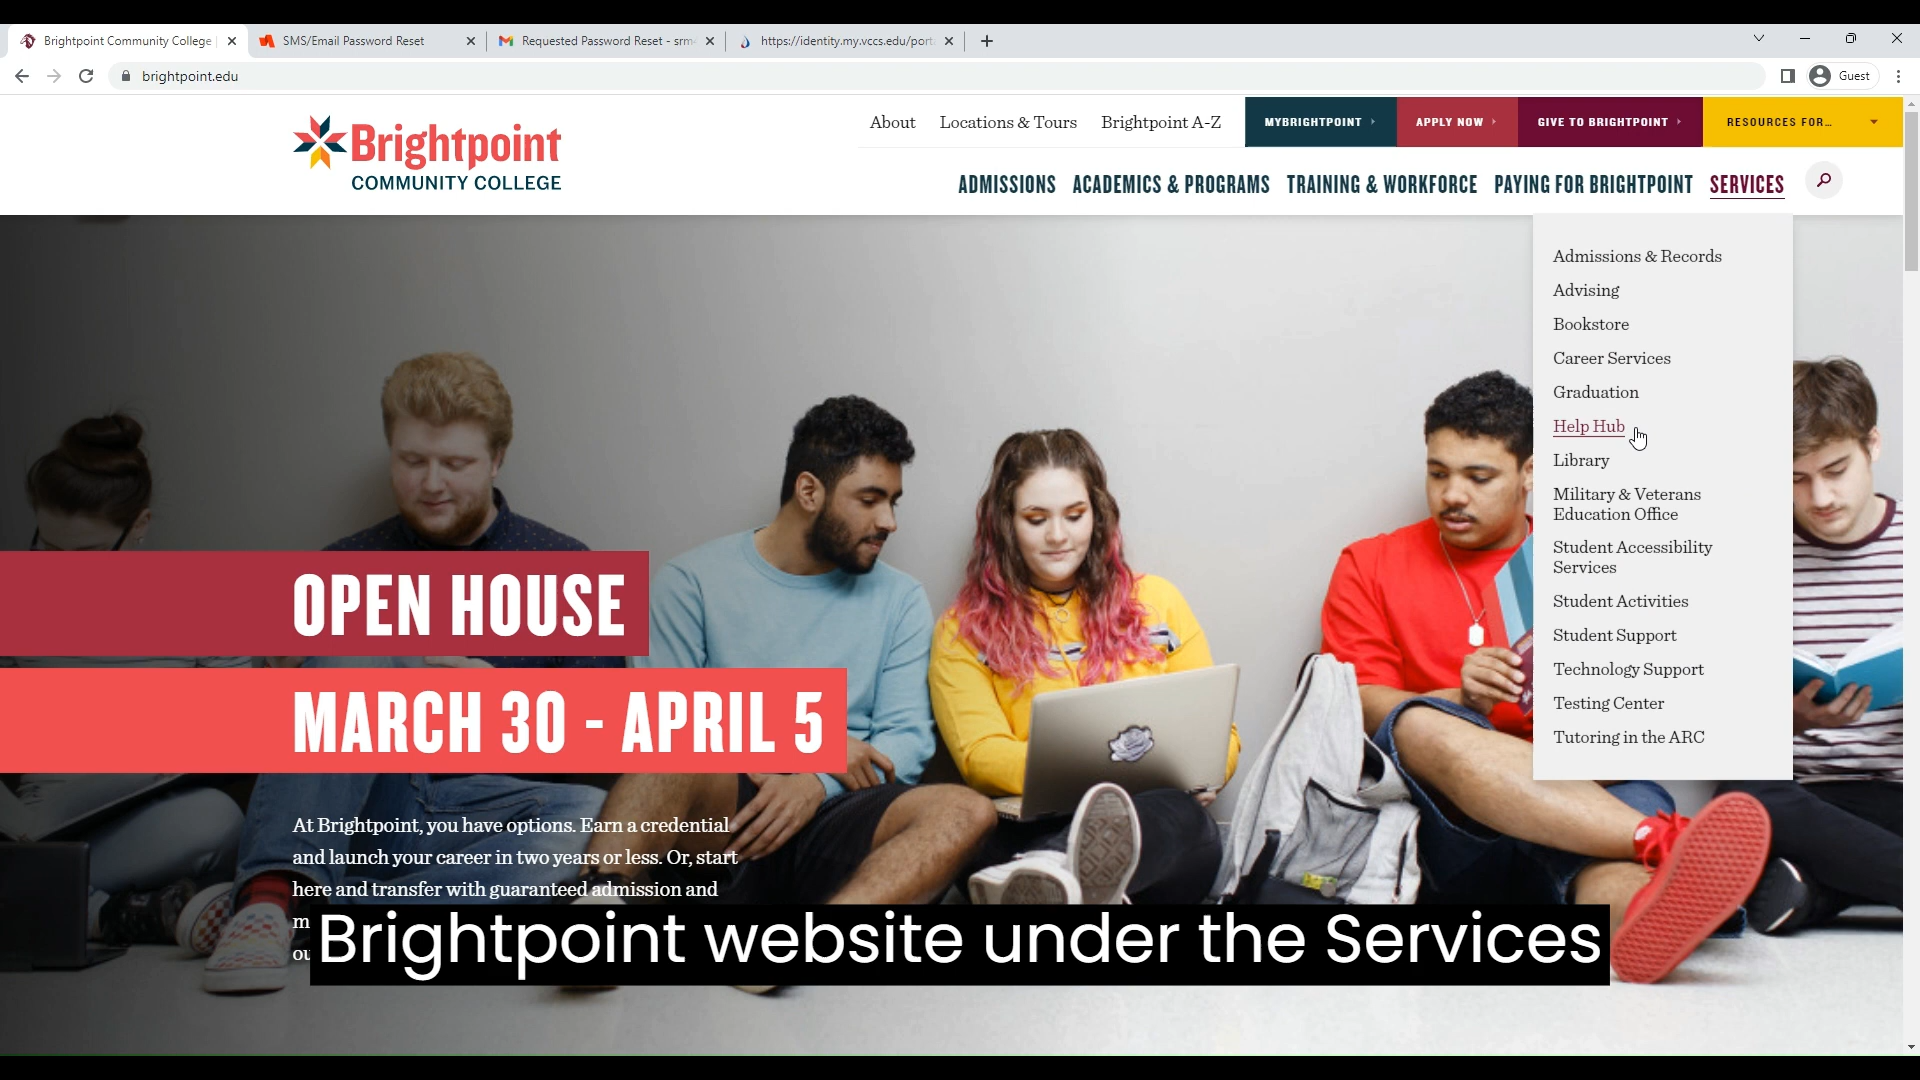 Brightpoint Community College
SMS/Email Password Reset
Requested Password Reset - srm
https://identity.my.vccs.edu/port
brightpoint.edu
Guest
Brightpoint
COMMUNITY COLLEGE
About
Locations & Tours
Brightpoint A-Z
MYBRIGHTPOINT
APPLY NOW
GIVE TO BRIGHTPOINT
RESOURCES FOR...
ADMISSIONS
ACADEMICS & PROGRAMS
TRAINING & WORKFORCE
PAYING FOR BRIGHTPOINT
SERVICES
Admissions & Records
Advising
Bookstore
Career Services
Graduation
Help Hub
Library
Military & Veterans
Education Office
Student Accessibility
Services
Student Activities
Student Support
Technology Support
Testing Center
Tutoring in the ARC
OPEN HOUSE
MARCH 30 - APRIL 5
At Brightpoint, you have options. Earn a credential
and launch your career in two years or less. Or, start
here and transfer with guaranteed admission and
Brightpoint website under the Services